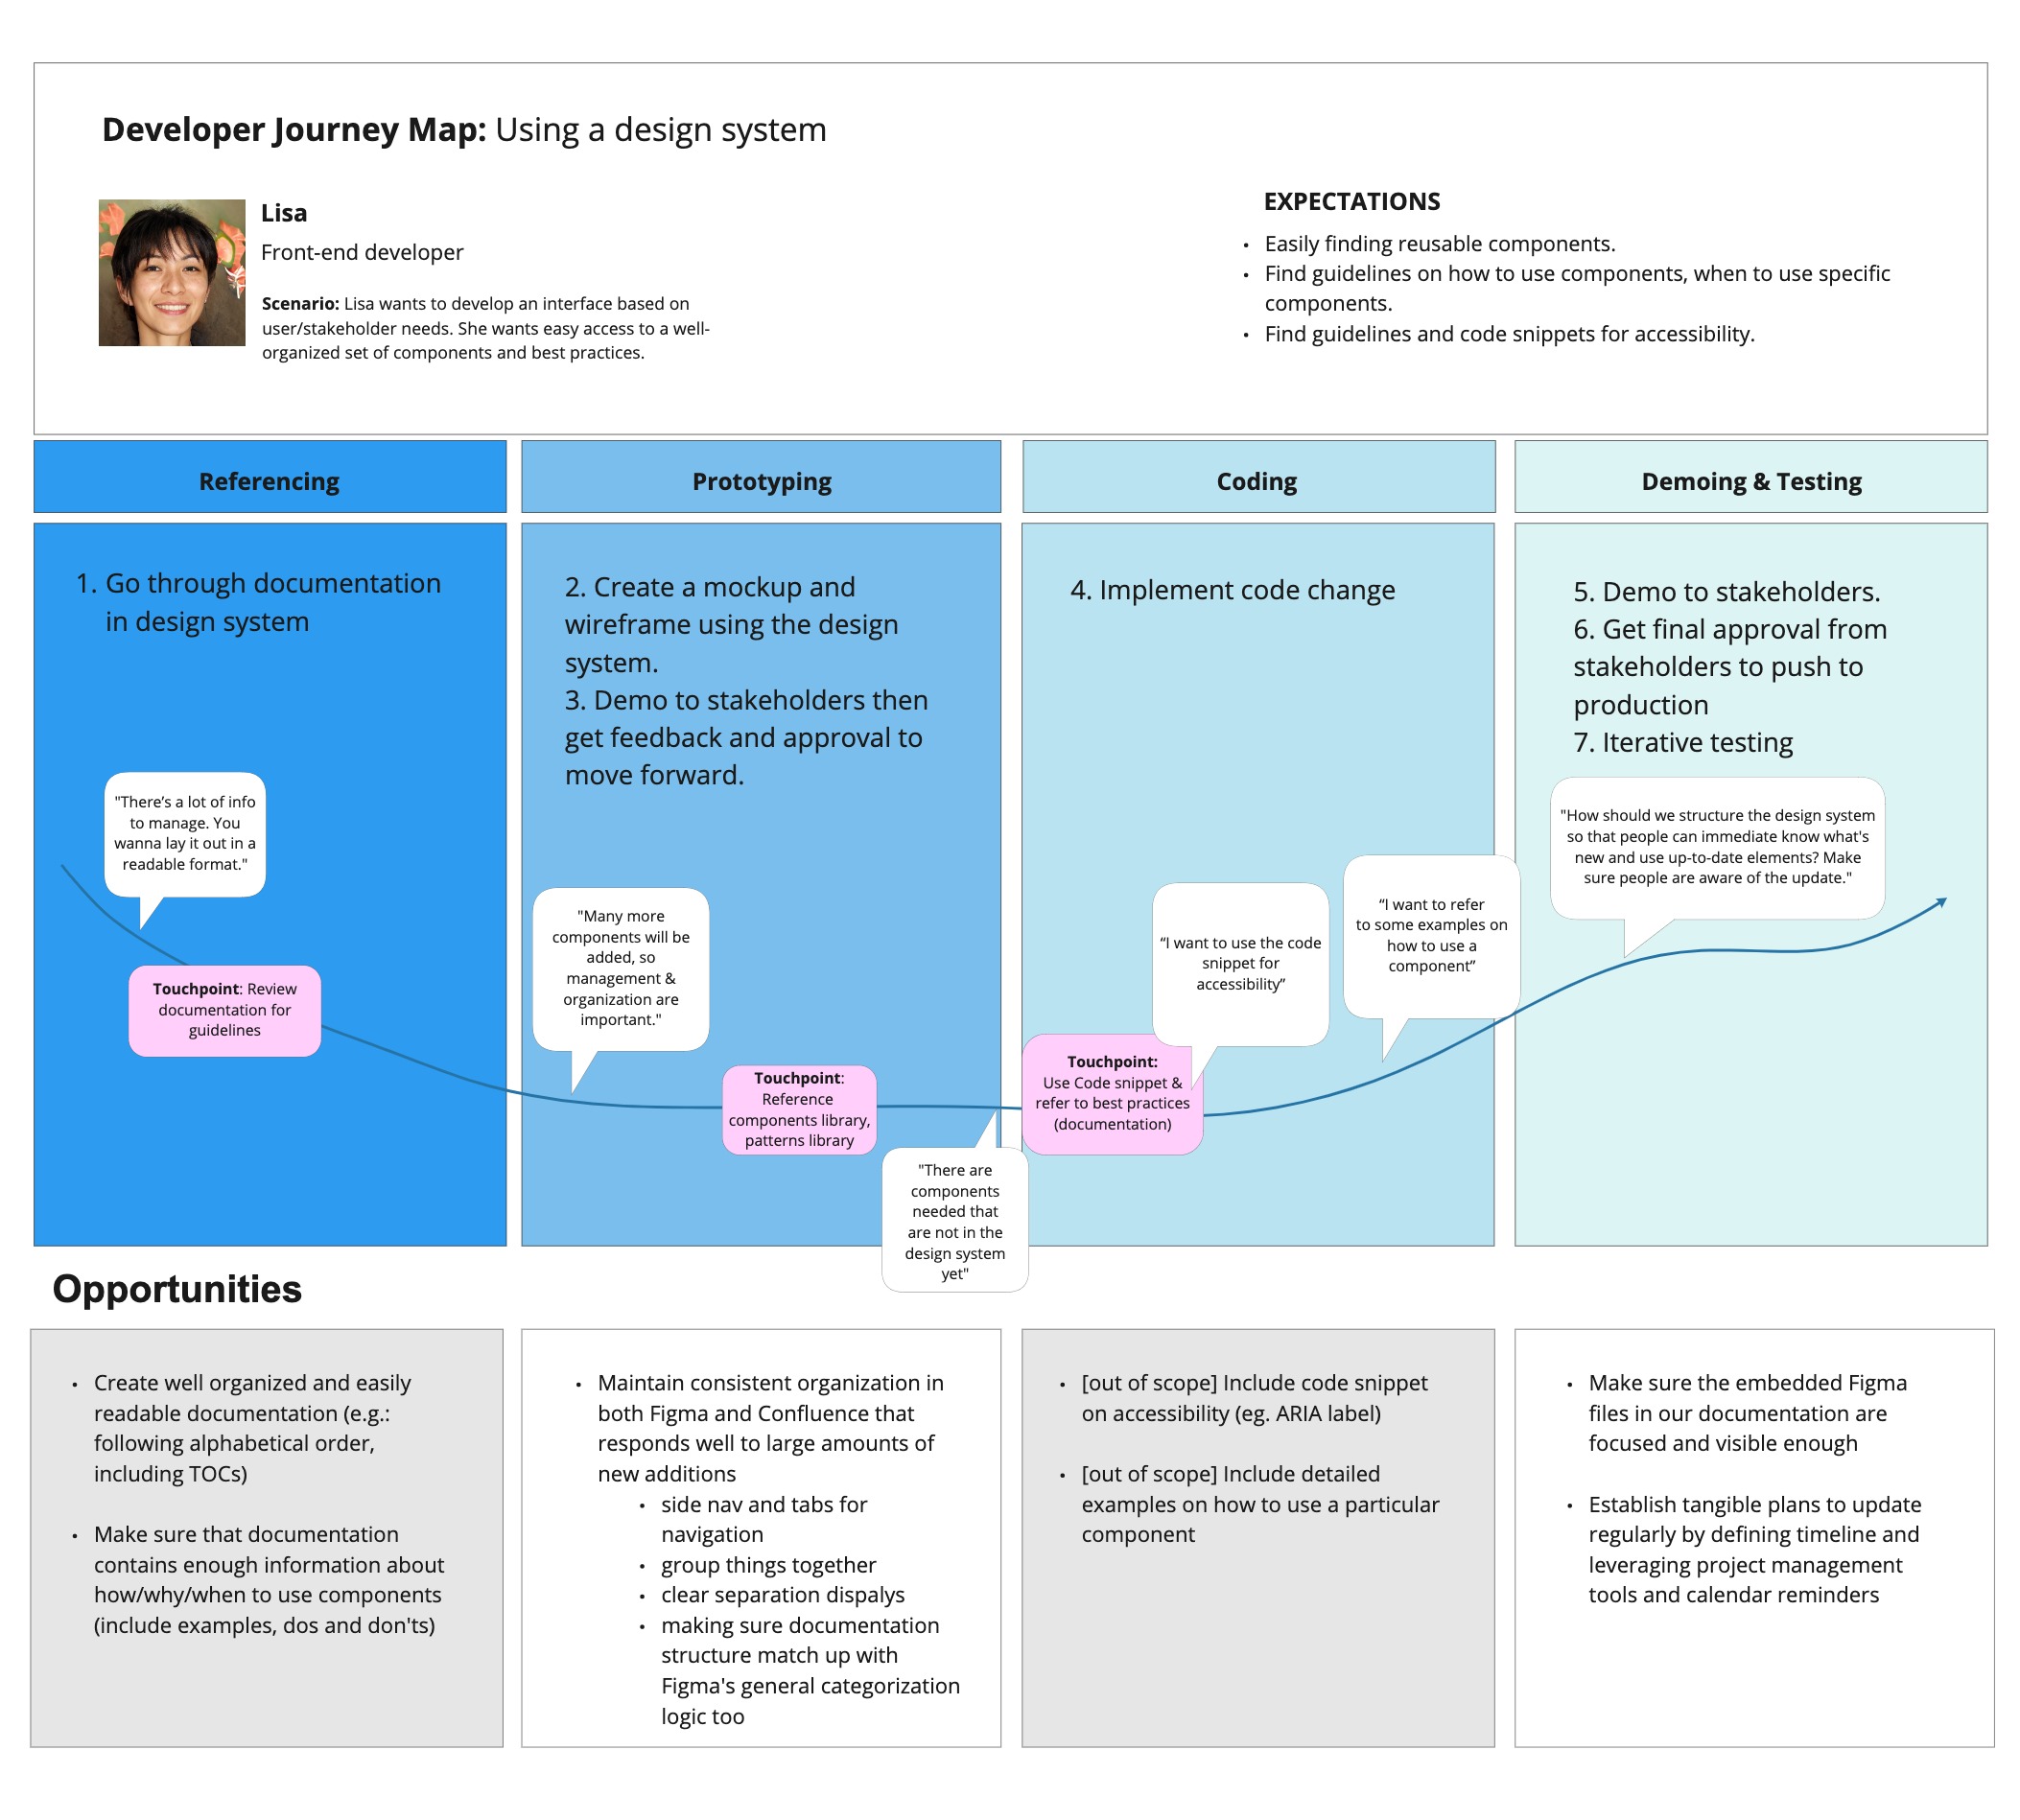 Developer Journey Map: Using a design system
Lisa
Front-end developer
Scenario: Lisa wants to develop an interface based on
user/stakeholder needs. She wants easy access to a well-
organized set of components and best practices.
EXPECTATIONS
• Easily finding reusable components.
• Find guidelines on how to use components, when to use specific
components.
• Find guidelines and code snippets for accessibility.
Referencing
Prototyping
Coding
Demoing & Testing
1. Go through documentation
in design system
"There's a lot of info
to manage. You
wanna lay it out in a
readable format."
Touchpoint: Review
documentation for
guidelines
2. Create a mockup and
wireframe using the design
system.
3. Demo to stakeholders then
get feedback and approval to
move forward.
"Many more
components will be
added, so
management &
organization are
important."
Touchpoint:
Reference
components library,
patterns library
"There are
components
needed that
are not in the
design system
yet"
4. Implement code change
Touchpoint:
Use Code snippet &
refer to best practices
(documentation)
“I want to use the code
snippet for
accessibility”
“I want to refer
to some examples on
how to use a
component”
5. Demo to stakeholders.
6. Get final approval from
stakeholders to push to
production
7. Iterative testing
"How should we structure the design system
so that people can immediate know what's
new and use up-to-date elements? Make
sure people are aware of the update."
Opportunities
• Create well organized and easily
readable documentation (e.g.:
following alphabetical order,
including TOCs)
• Make sure that documentation
contains enough information about
how/why/when to use components
(include examples, dos and don'ts)
• Maintain consistent organization in
both Figma and Confluence that
responds well to large amounts of
new additions
• side nav and tabs for
navigation
• group things together
• clear separation dispalys
• making sure documentation
structure match up with
Figma's general categorization
logic too
• [out of scope] Include code snippet
on accessibility (eg. ARIA label)
• [out of scope] Include detailed
examples on how to use a particular
component
• Make sure the embedded Figma
files in our documentation are
focused and visible enough
• Establish tangible plans to update
regularly by defining timeline and
leveraging project management
tools and calendar reminders